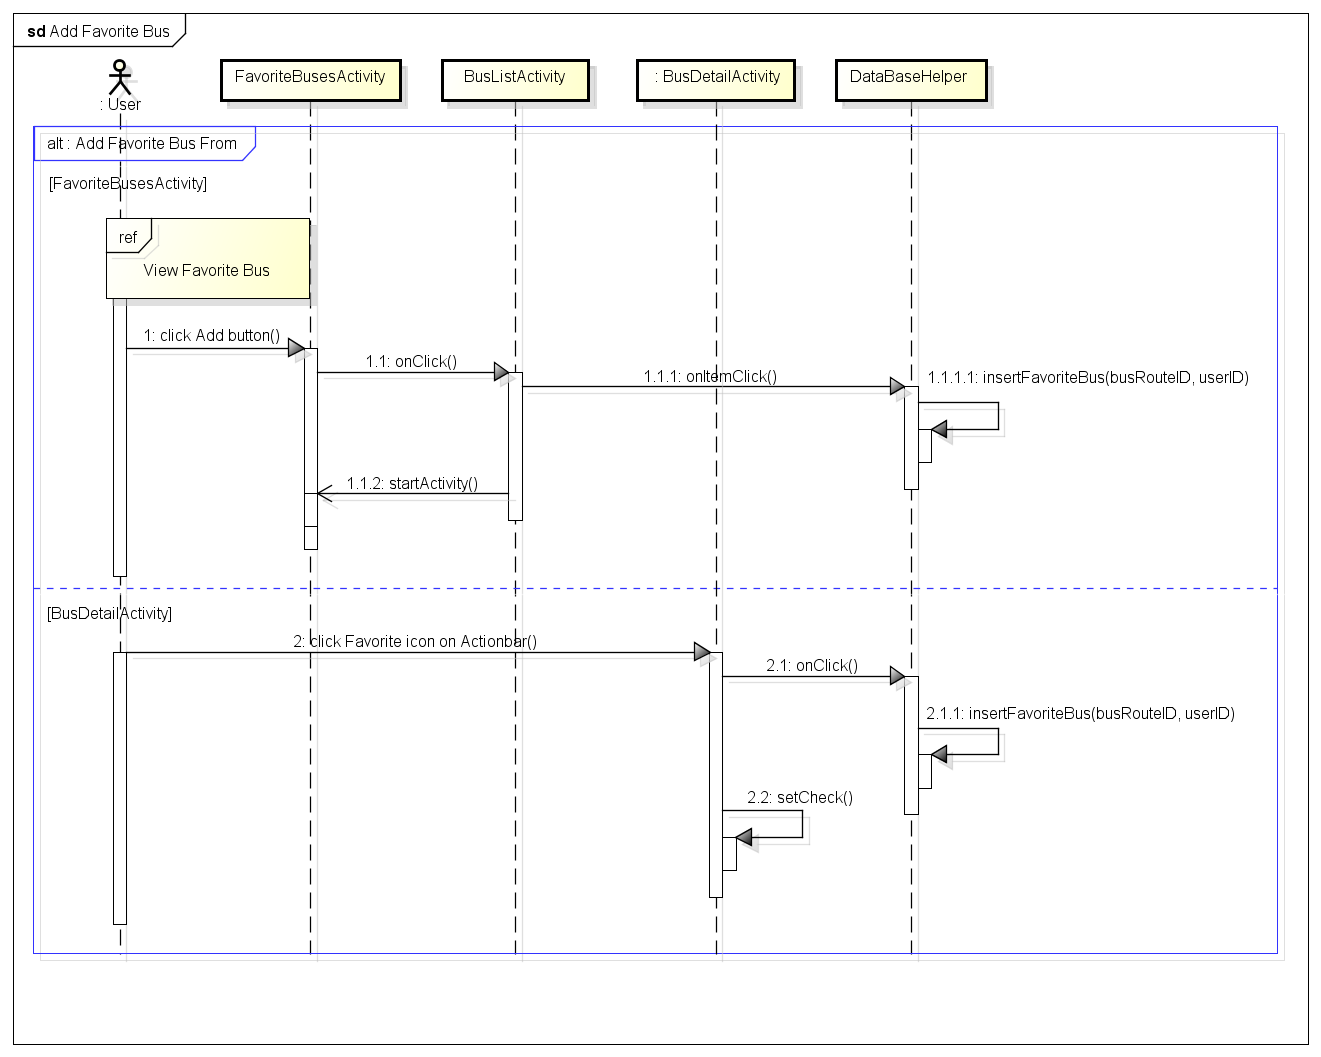 sd Add Favorite Bus
: User
FavoriteBusesActivity
BusListActivity
: BusDetailActivity
DataBaseHelper
alt : Add Favorite Bus From
[FavoriteBusesActivity]
ref
View Favorite Bus
1: click Add button()
1.1: onClick()
1.1.1: onItemClick()
1.1.1.1: insertFavoriteBus(busRouteID, userID)
1.1.2: startActivity()
[BusDetailActivity]
2: click Favorite icon on Actionbar()
2.1: onClick()
2.1.1: insertFavoriteBus(busRouteID, userID)
2.2: setCheck()